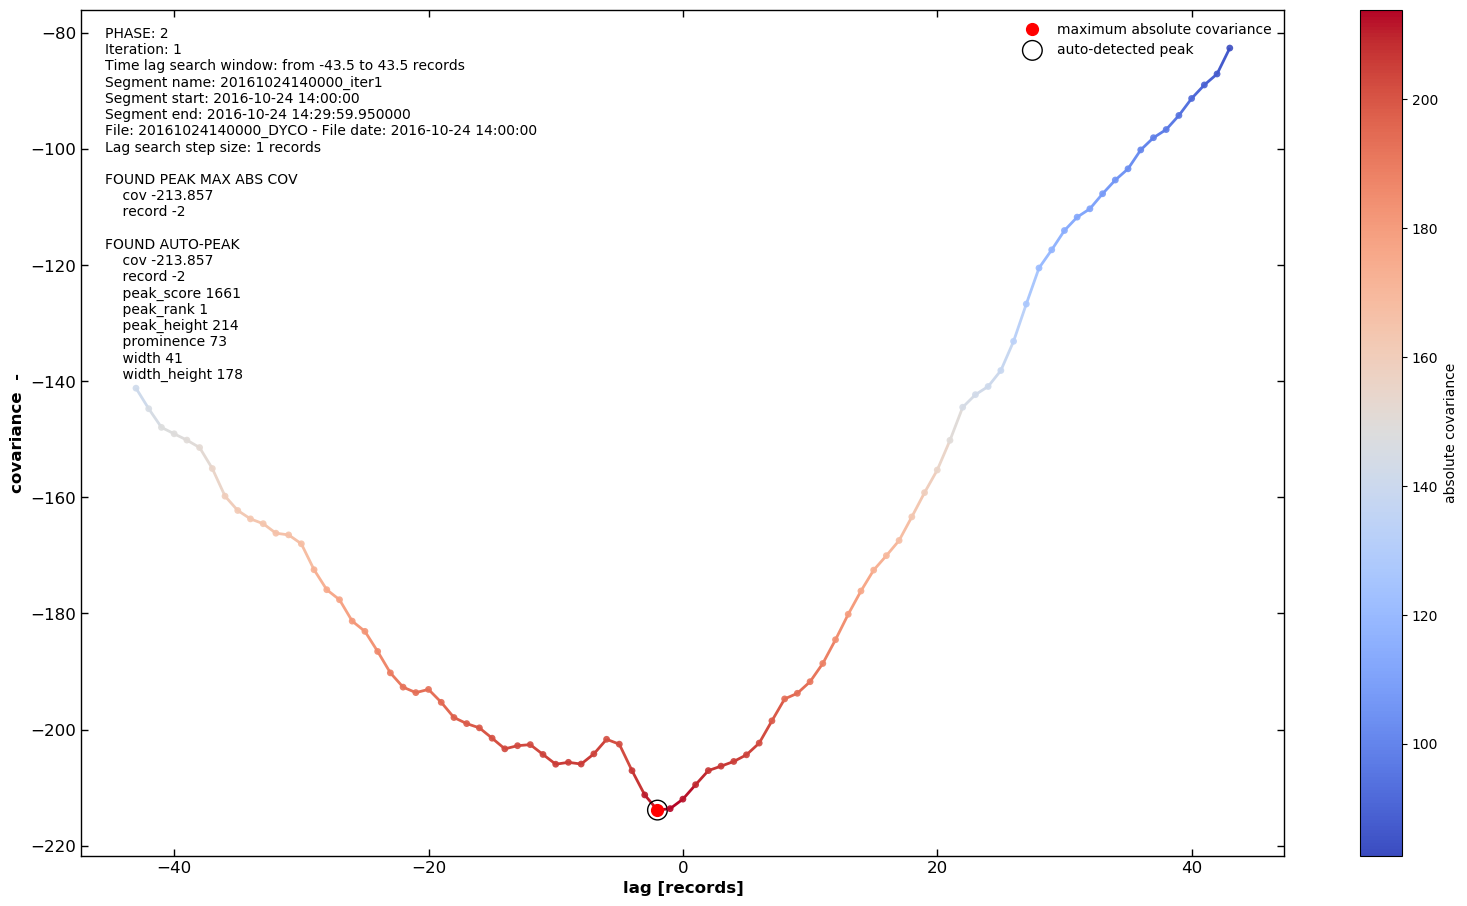 PHASE: 2
Iteration: 1
Time lag search window: from -43.5 to 43.5 records
Segment name: 20161024140000_iter1
Segment start: 2016-10-24 14:00:00
Segment end: 2016-10-24 14:29:59.950000
File: 20161024140000_DYCO - File date: 2016-10-24 14:00:00
Lag search step size: 1 records
FOUND PEAK MAX ABS COV
cov -213.857
record -2
FOUND AUTO-PEAK
cov -213.857
record -2
peak_score 1661
peak_rank 1
peak_height 214
prominence 73
width 41
width_height 178
maximum absolute covariance
auto-detected peak
−80
−100
−120
−140
−160
−180
−200
−220
covariance -
−40
−20
0
20
40
lag [records]
200
180
160
140
120
100
absolute covariance